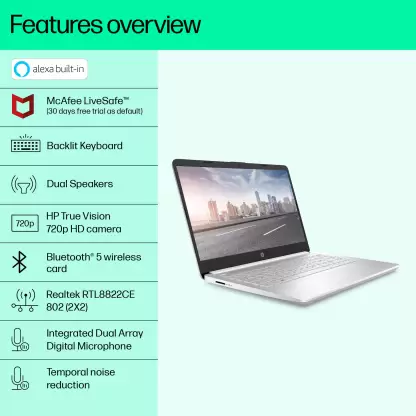 Features overview
alexa built-in
McAfee LiveSafe™
(30 days free trial as default)
Backlit Keyboard
Dual Speakers
720p
HP True Vision
720p HD camera
Bluetooth® 5 wireless
card
Realtek RTL8822CE
802 (2X2)
Integrated Dual Array
Digital Microphone
Temporal noise
reduction